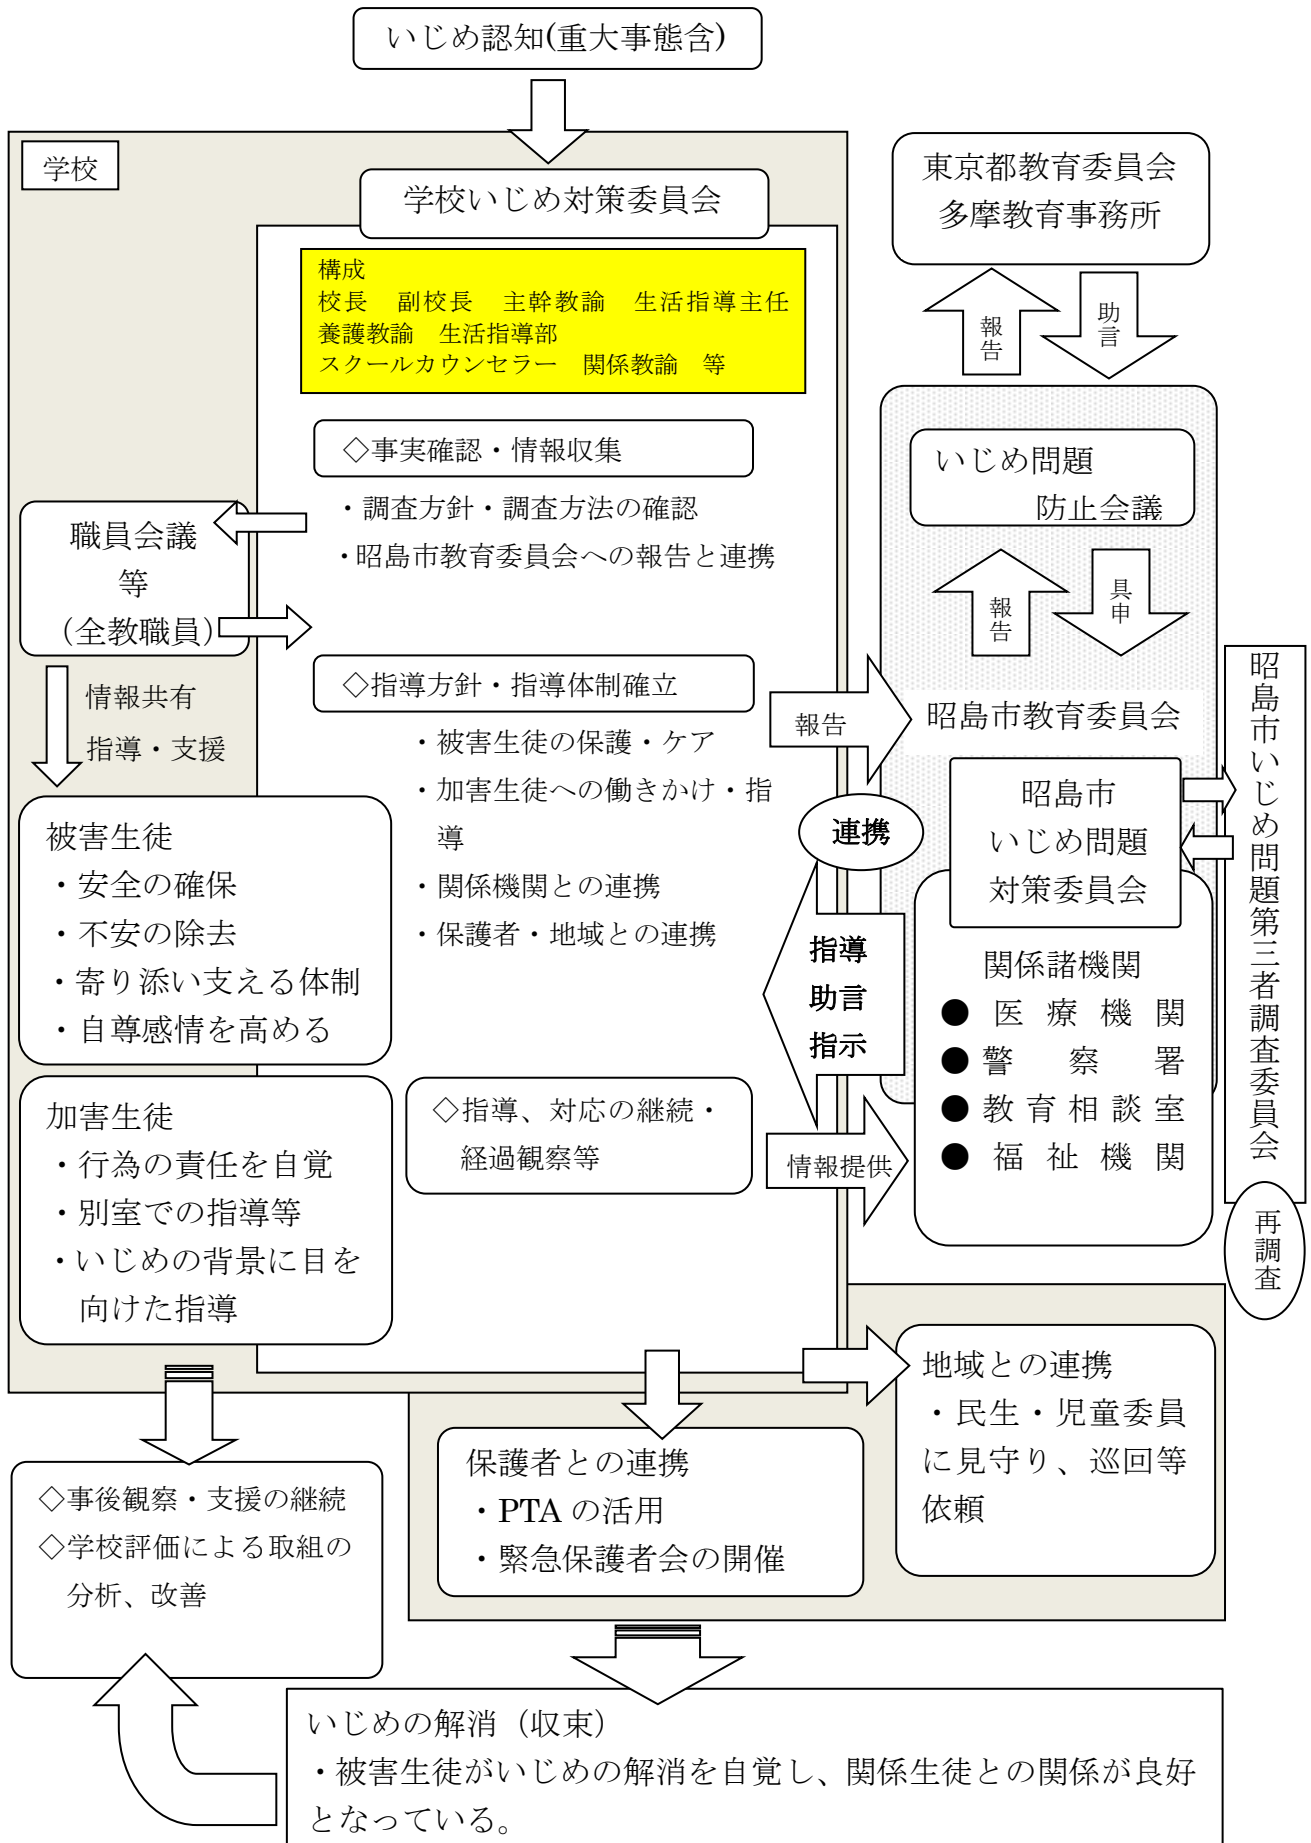 いじめ認知(重大事態含)
学校
学校いじめ対策委員会
構成
校長　副校長　主幹教諭　生活指導主任
養護教諭　生活指導部
スクールカウンセラー　関係教諭　等
◇事実確認・情報収集
・調査方針・調査方法の確認
・昭島市教育委員会への報告と連携
職員会議
等
（全教職員）
情報共有
指導・支援
◇指導方針・指導体制確立
・被害生徒の保護・ケア
・加害生徒への働きかけ・指
導
・関係機関との連携
・保護者・地域との連携
被害生徒
・安全の確保
・不安の除去
・寄り添い支える体制
・自尊感情を高める
加害生徒
・行為の責任を自覚
・別室での指導等
・いじめの背景に目を
向けた指導
◇指導、対応の継続・
経過観察等
東京都教育委員会
多摩教育事務所
報告
助言
いじめ問題
防止会議
報告
具申
報告
昭島市教育委員会
連携
昭島市
いじめ問題
対策委員会
指導
助言
指示
関係諸機関
●医療機関
●警察署
●教育相談室
●福祉機関
情報提供
昭島市いじめ問題第三者調査委員会
再調査
地域との連携
・民生・児童委員
に見守り、巡回等
依頼
保護者との連携
・PTA の活用
・緊急保護者会の開催
◇事後観察・支援の継続
◇学校評価による取組の
分析、改善
いじめの解消（収束）
・被害生徒がいじめの解消を自覚し、関係生徒との関係が良好
となっている。